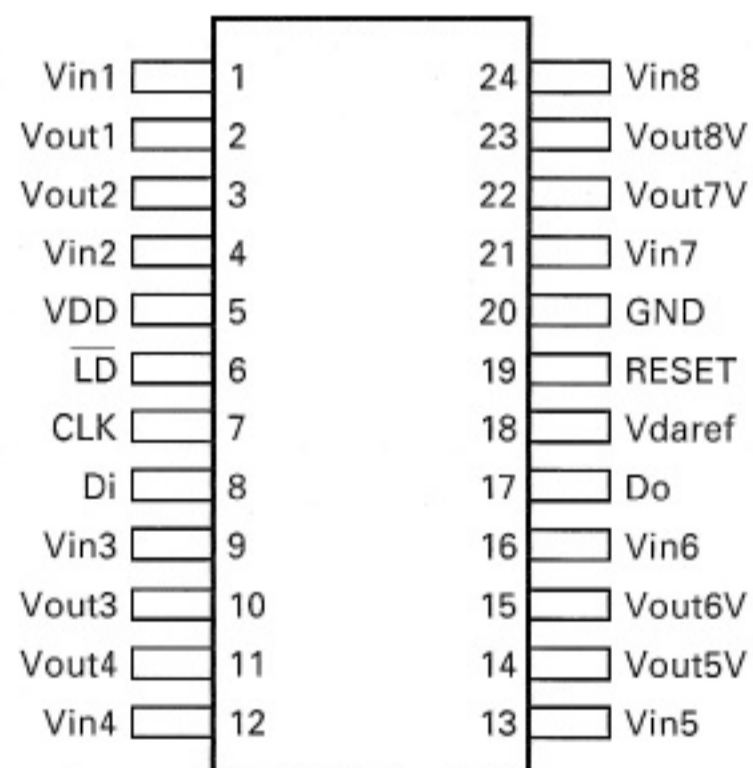 Vin1 1 24 Vin8
Vout1 2 23 Vout8V
Vout2 3 22 Vout7V
Vin2 4 21 Vin7
VDD 5 20 GND
L̅D̅ 6 19 RESET
CLK 7 18 Vdaref
Di 8 17 Do
Vin3 9 16 Vin6
Vout3 10 15 Vout6V
Vout4 11 14 Vout5V
Vin4 12 13 Vin5